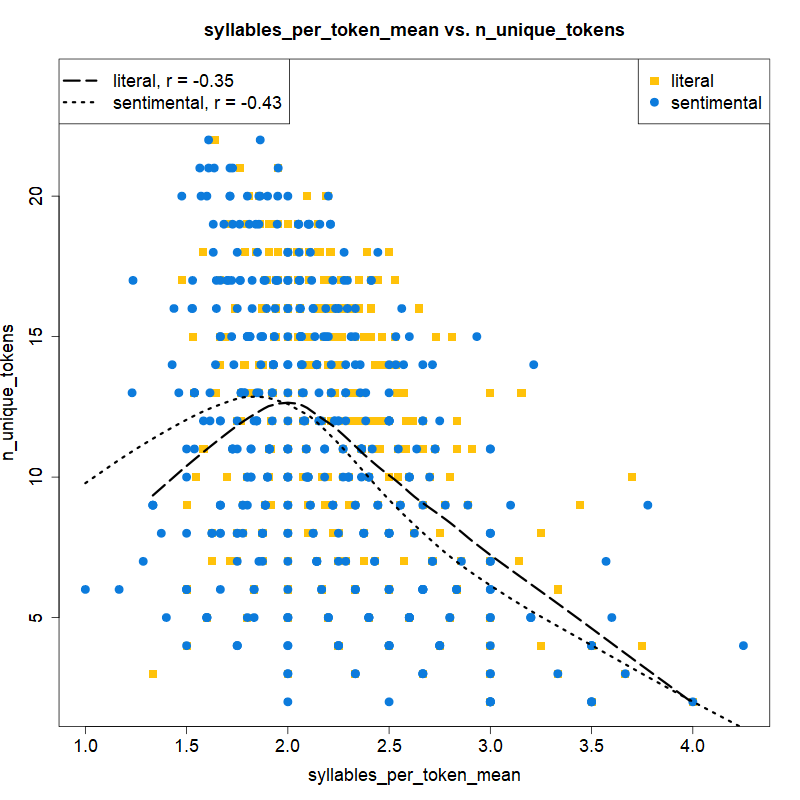 syllables_per_token_mean vs. n_unique_tokens
literal, r = -0.35
sentimental, r = -0.43
literal
sentimental
n_unique_tokens
20
15
10
5
1.0 1.5 2.0 2.5 3.0 3.5 4.0
syllables_per_token_mean